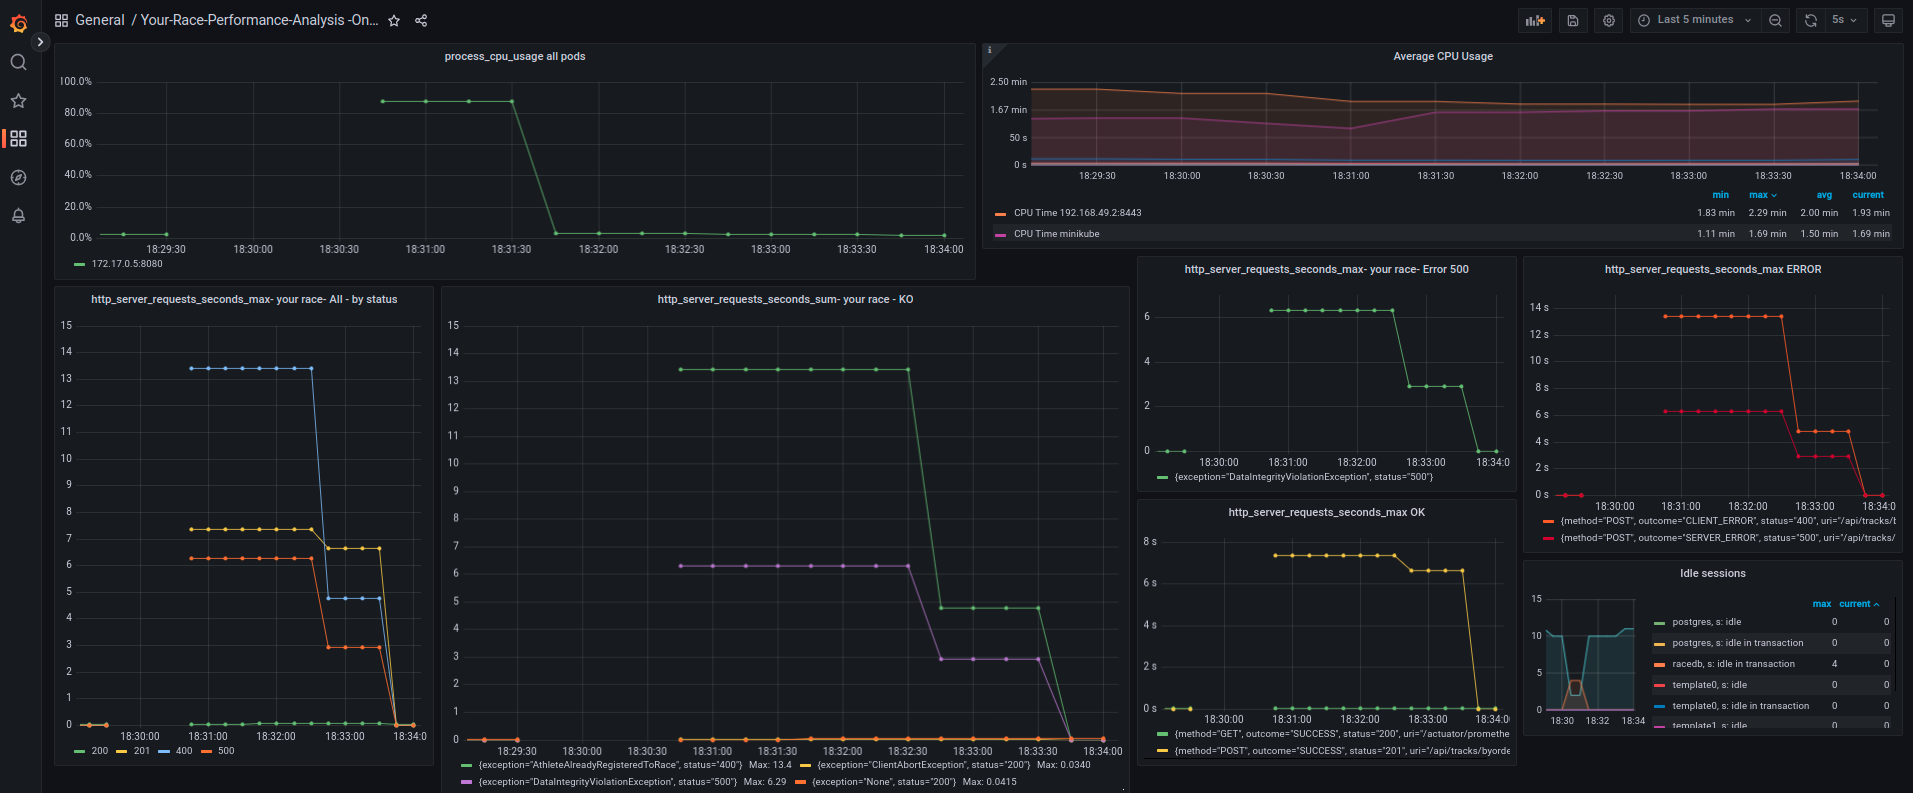 General / Your-Race-Performance-Analysis -On...
Last 5 minutes
5s
process_cpu_usage all pods
100.0%
80.0%
60.0%
40.0%
20.0%
0.0%
18:29:30 18:30:00 18:30:30 18:31:00 18:31:30 18:32:00 18:32:30 18:33:00 18:33:30 18:34:00
172.17.0.5:8080
i
Average CPU Usage
2.50 min
1.67 min
50 s
0 s
18:29:30 18:30:00 18:30:30 18:31:00 18:31:30 18:32:00 18:32:30 18:33:00 18:33:30 18:34:00
min max avg current
CPU Time 192.168.49.2:8443 1.83 min 2.29 min 2.00 min 1.93 min
CPU Time minikube 1.11 min 1.69 min 1.50 min 1.69 min
http_server_requests_seconds_max- your race- All - by status
15
14
13
12
11
10
9
8
7
6
5
4
3
2
1
0
18:30:00 18:31:00 18:32:00 18:33:00 18:34:0
200 201 400 500
http_server_requests_seconds_sum- your race - KO
15
14
13
12
11
10
9
8
7
6
5
4
3
2
1
0
18:29:30 18:30:00 18:30:30 18:31:00 18:31:30 18:32:00 18:32:30 18:33:00 18:33:30 18:34:00
{exception="AthleteAlreadyRegisteredToRace", status="400"} Max: 13.4 {exception="ClientAbortException", status="200"} Max: 0.0340
{exception="DataIntegrityViolationException", status="500"} Max: 6.29 {exception="None", status="200"} Max: 0.0415
http_server_requests_seconds_max- your race- Error 500
6
4
2
0
18:30:00 18:31:00 18:32:00 18:33:00 18:34:0
{exception="DataIntegrityViolationException", status="500"}
http_server_requests_seconds_max OK
8 s
6 s
4 s
2 s
0 s
18:30:00 18:31:00 18:32:00 18:33:00 18:34:0
{method="GET", outcome="SUCCESS", status="200", uri="/actuator/promethe
{method="POST", outcome="SUCCESS", status="201", uri="/api/tracks/byorde
http_server_requests_seconds_max ERROR
14 s
12 s
10 s
8 s
6 s
4 s
2 s
0 s
18:30:00 18:31:00 18:32:00 18:33:00 18:34:0
{method="POST", outcome="CLIENT_ERROR", status="400", uri="/api/tracks/t
{method="POST", outcome="SERVER_ERROR", status="500", uri="/api/tracks/
Idle sessions
15
10
5
0
18:30 18:32 18:34
max current
postgres, s: idle 0 0
postgres, s: idle in transaction 0 0
racedb, s: idle in transaction 4 0
template0, s: idle 0 0
template0, s: idle in transaction 0 0
template1, s: idle 0 0